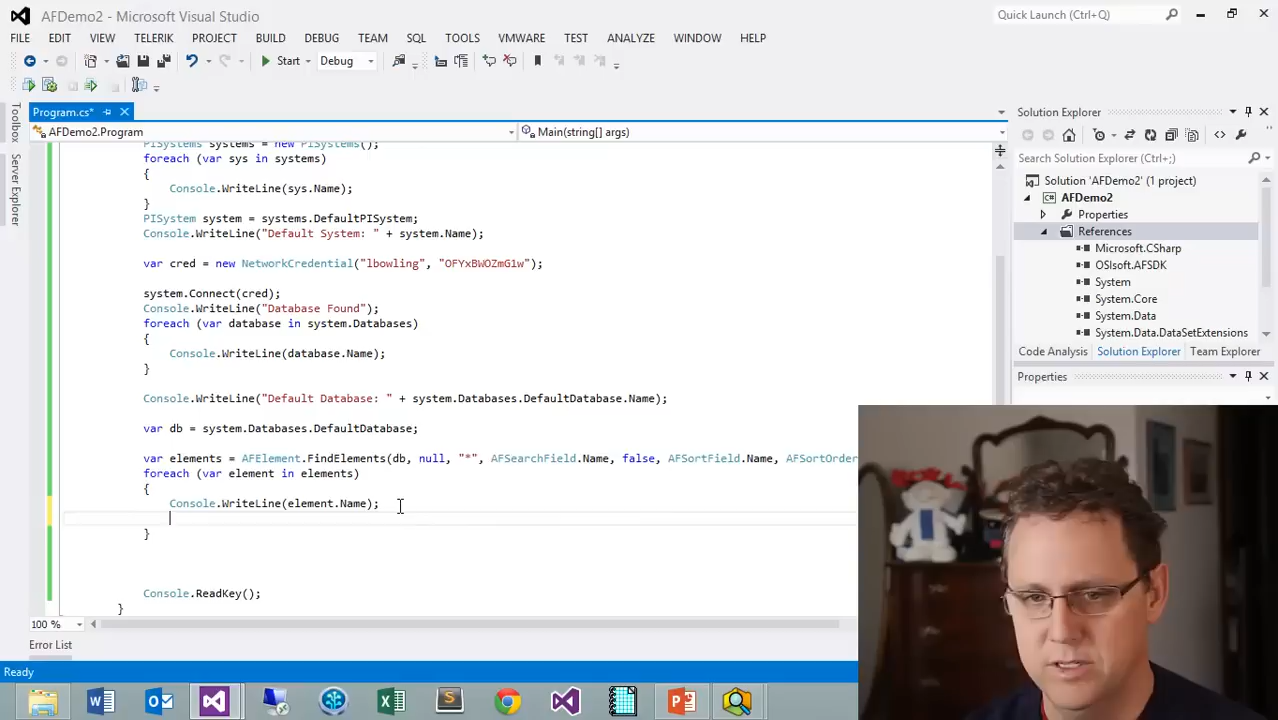 AFDemo2 - Microsoft Visual Studio
Quick Launch (Ctrl+Q)
FILE EDIT VIEW TELERIK PROJECT BUILD DEBUG TEAM SQL TOOLS VMWARE TEST ANALYZE WINDOW HELP
Start Debug
Program.cs*
AFDemo2.Program Main(string[] args)
Toolbox
Server Explorer
PISystems systems = new PISystems();
foreach (var sys in systems)
{
Console.WriteLine(sys.Name);
}
PISystem system = systems.DefaultPISystem;
Console.WriteLine("Default System: " + system.Name);
var cred = new NetworkCredential("lbowling", "OFYxBWOZmG1w");
system.Connect(cred);
Console.WriteLine("Database Found");
foreach (var database in system.Databases)
{
Console.WriteLine(database.Name);
}
Console.WriteLine("Default Database: " + system.Databases.DefaultDatabase.Name);
var db = system.Databases.DefaultDatabase;
var elements = AFElement.FindElements(db, null, "*", AFSearchField.Name, false, AFSortField.Name, AFSortOrder
foreach (var element in elements)
{
Console.WriteLine(element.Name);
}
Console.ReadKey();
}
100 %
Error List
Ready
Solution Explorer
Search Solution Explorer (Ctrl+;)
Solution 'AFDemo2' (1 project)
AFDemo2
Properties
References
Microsoft.CSharp
OSIsoft.AFSDK
System
System.Core
System.Data
System.Data.DataSetExtensions
Code Analysis Solution Explorer Team Explorer
Properties